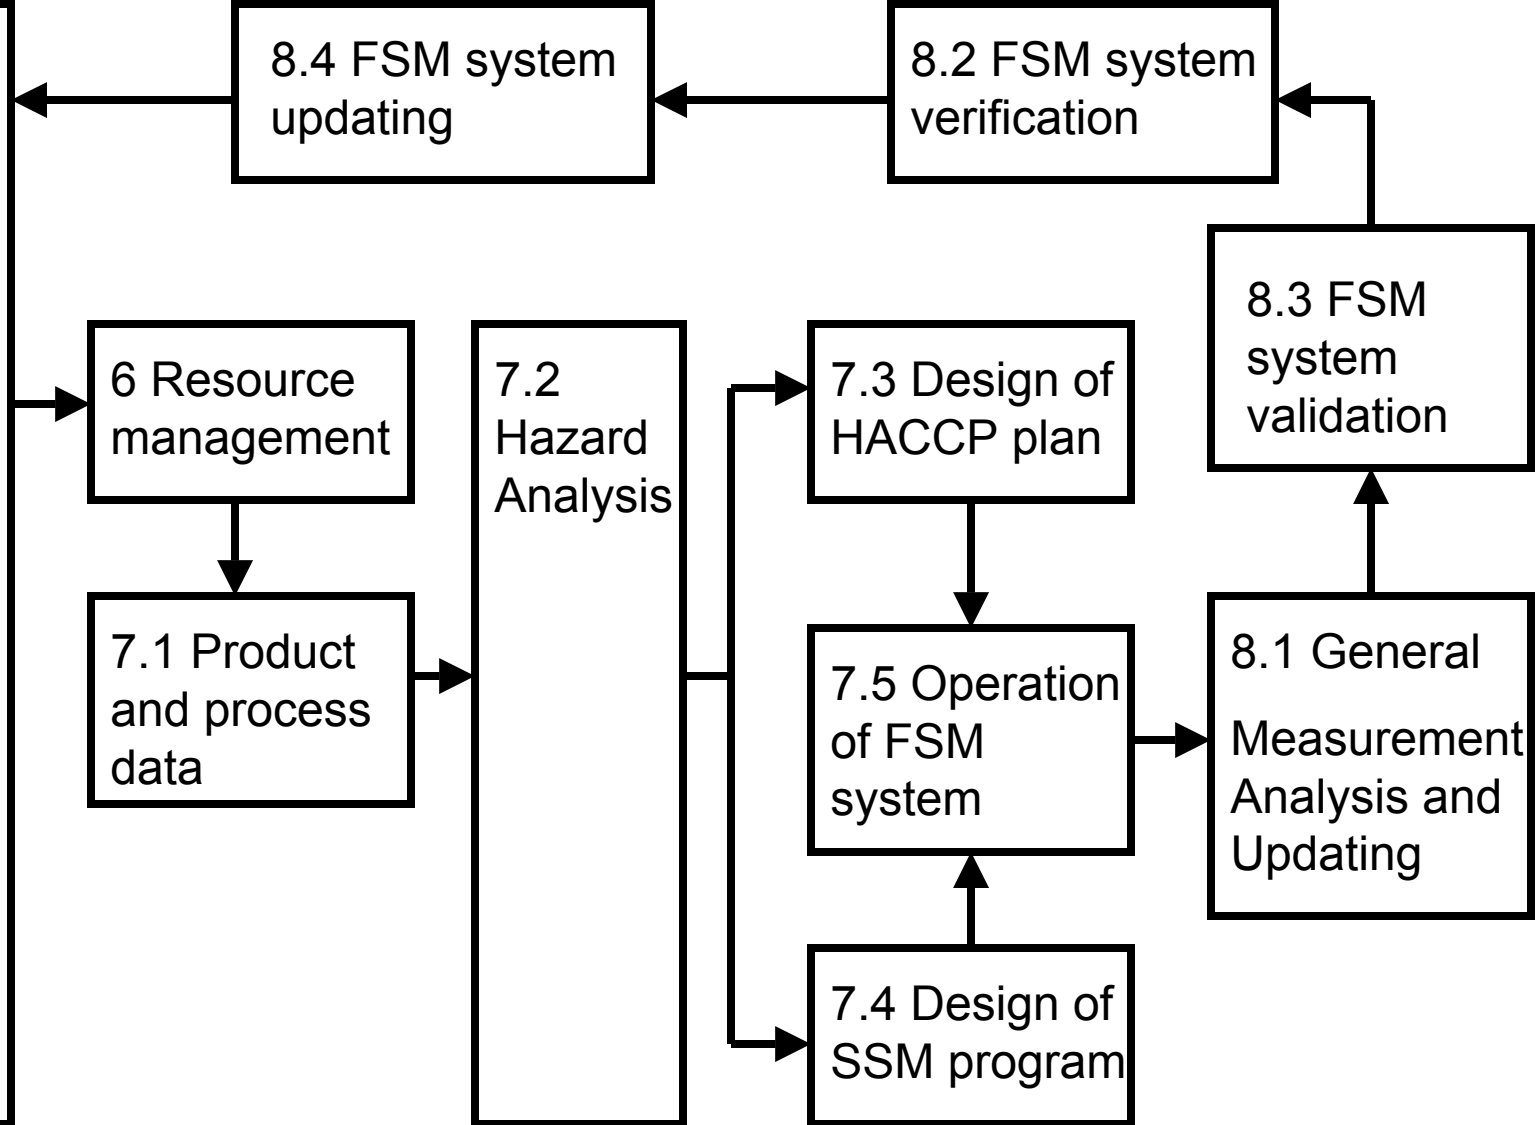 8.4 FSM system
updating
8.2 FSM system
verification
8.3 FSM
system
validation
6 Resource
management
7.2
Hazard
Analysis
7.3 Design of
HACCP plan
7.1 Product
and process
data
7.5 Operation
of FSM
system
8.1 General
Measurement
Analysis and
Updating
7.4 Design of
SSM program